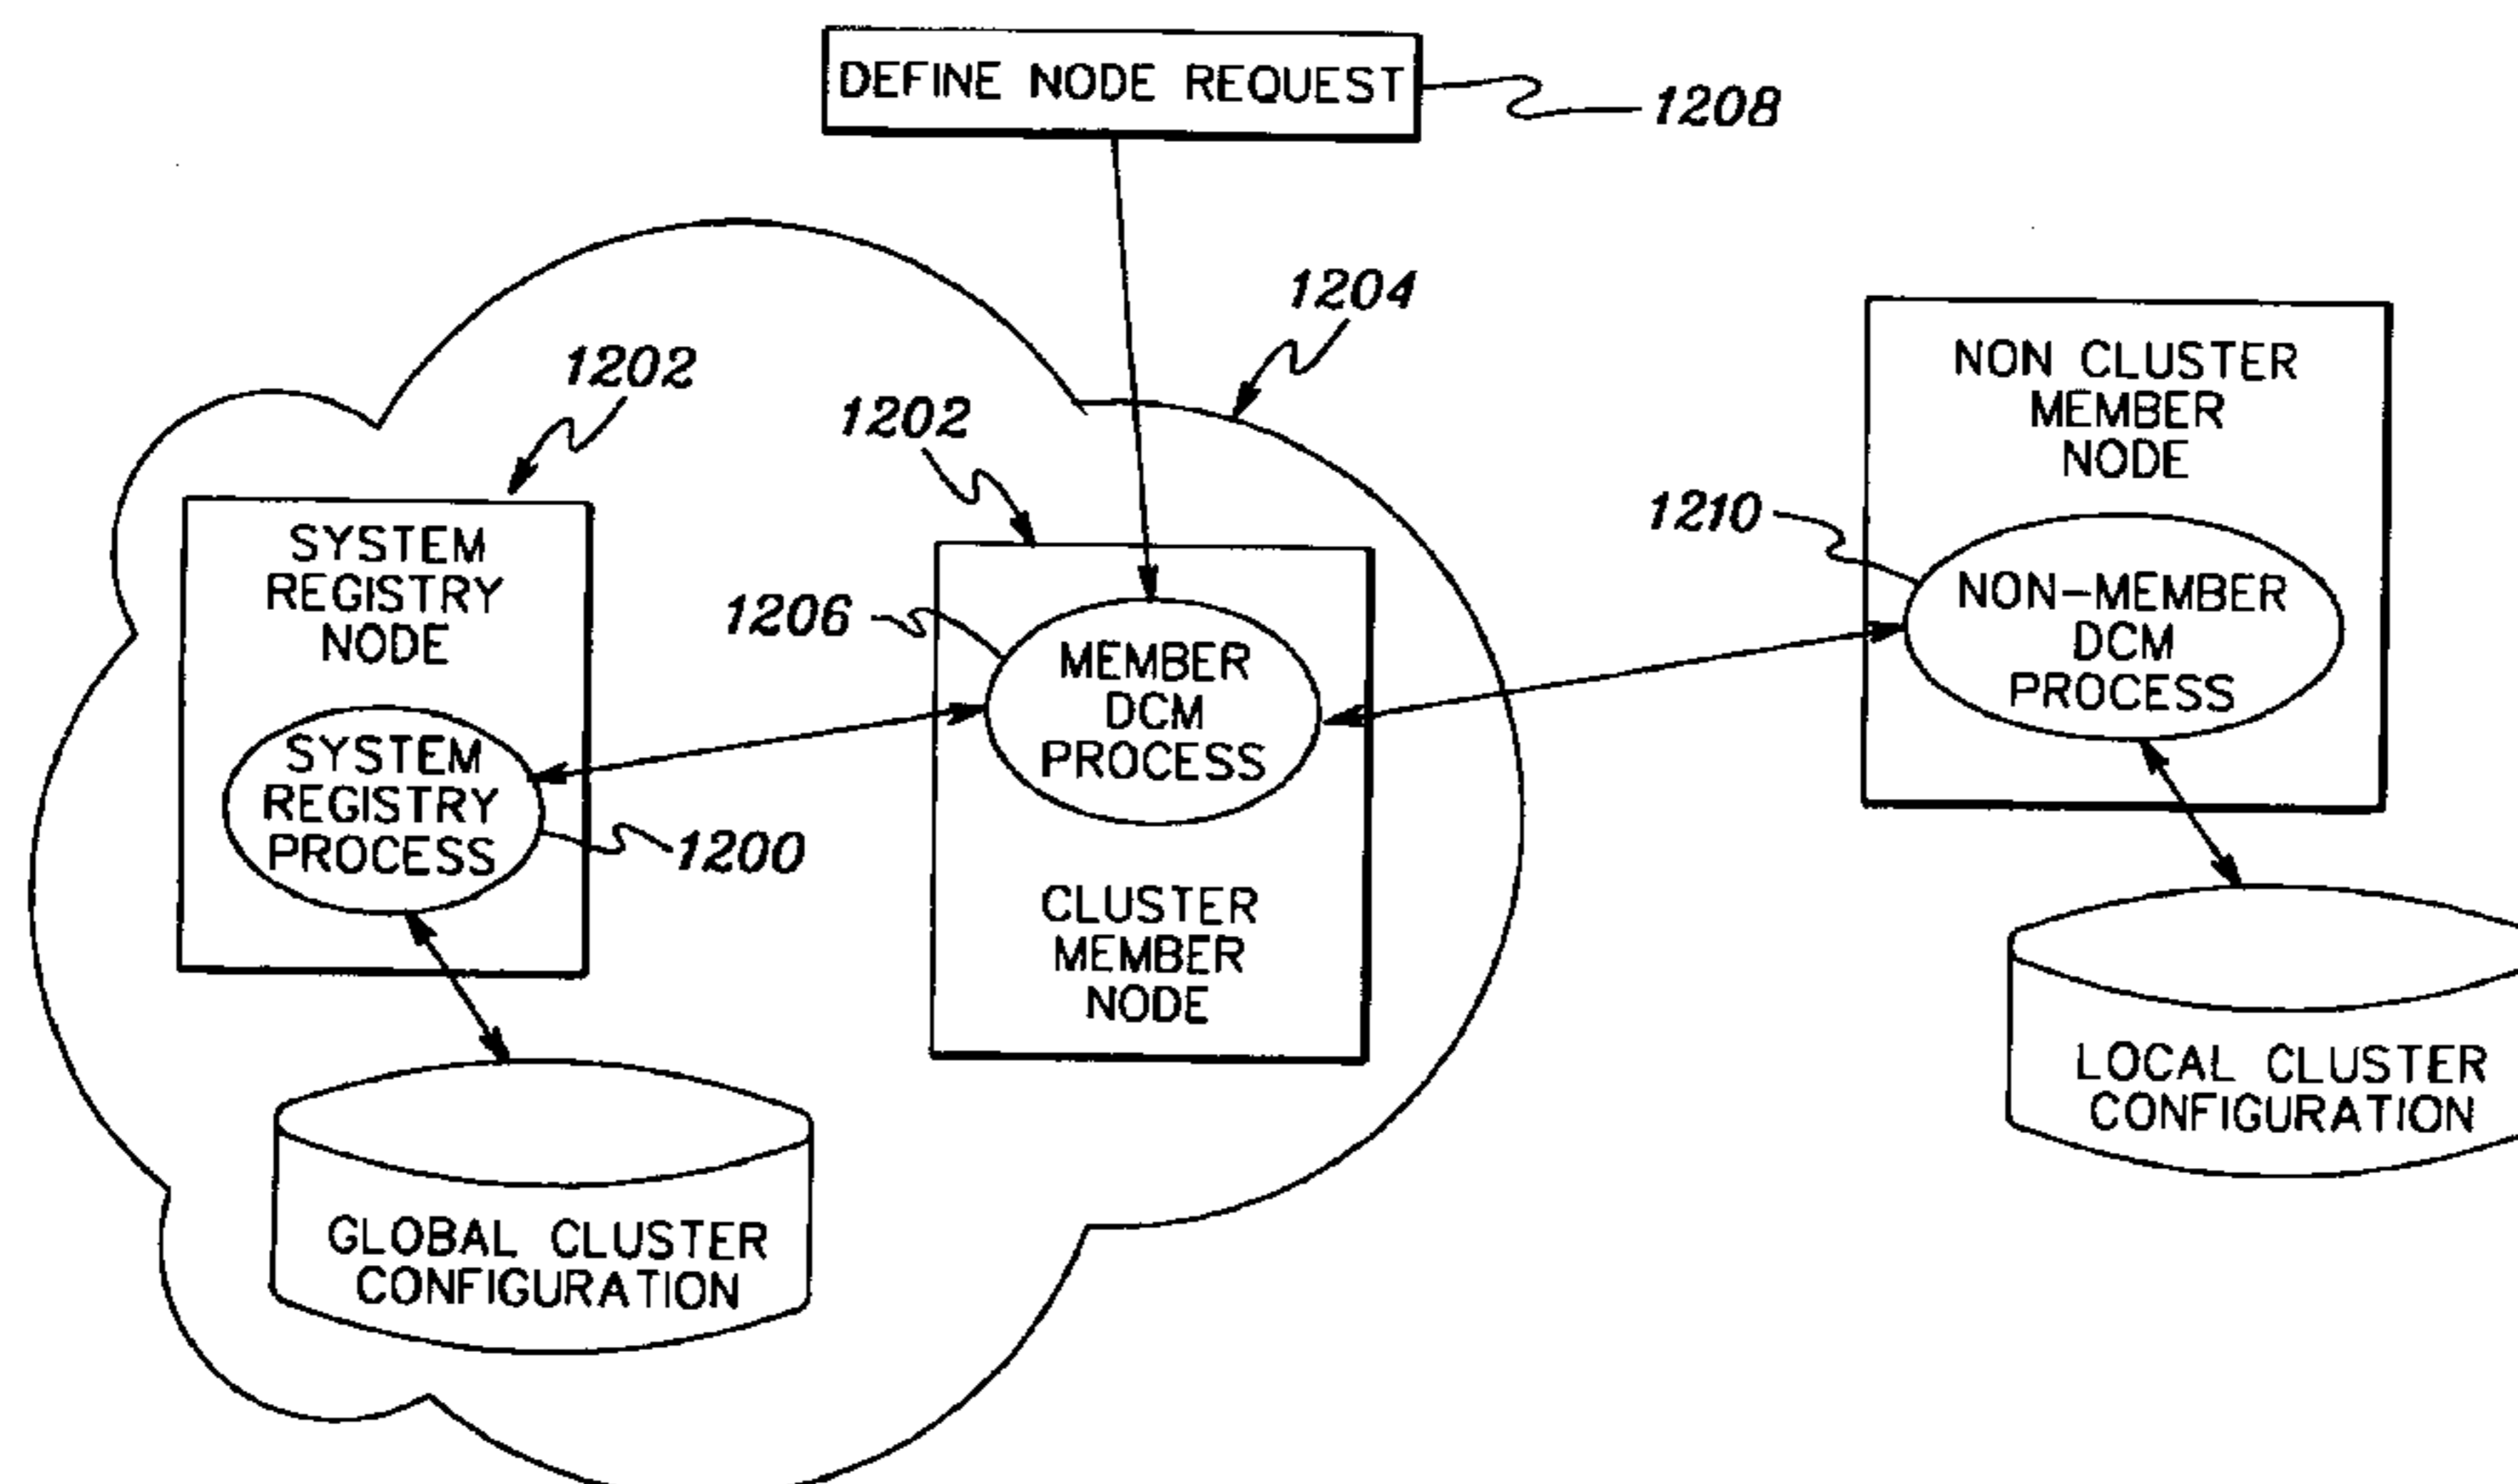 DEFINE NODE REQUEST
1208
1204
1202
1202
SYSTEM
REGISTRY
NODE
SYSTEM
REGISTRY
PROCESS
1200
GLOBAL CLUSTER
CONFIGURATION
1206
MEMBER
DCM
PROCESS
CLUSTER
MEMBER
NODE
NON CLUSTER
MEMBER
NODE
1210
NON-MEMBER
DCM
PROCESS
LOCAL CLUSTER
CONFIGURATION